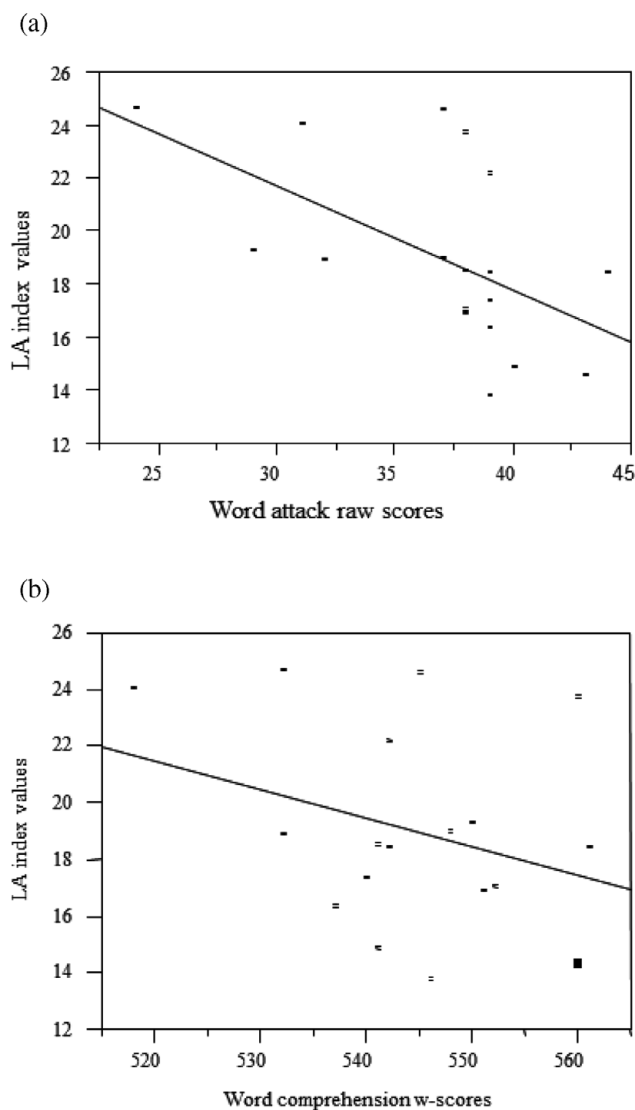 (a)
26
24
22
20
18
16
14
12
LA index values
25 30 35 40 45
Word attack raw scores
(b)
26
24
22
20
18
16
14
12
LA index values
520 530 540 550 560
Word comprehension w-scores